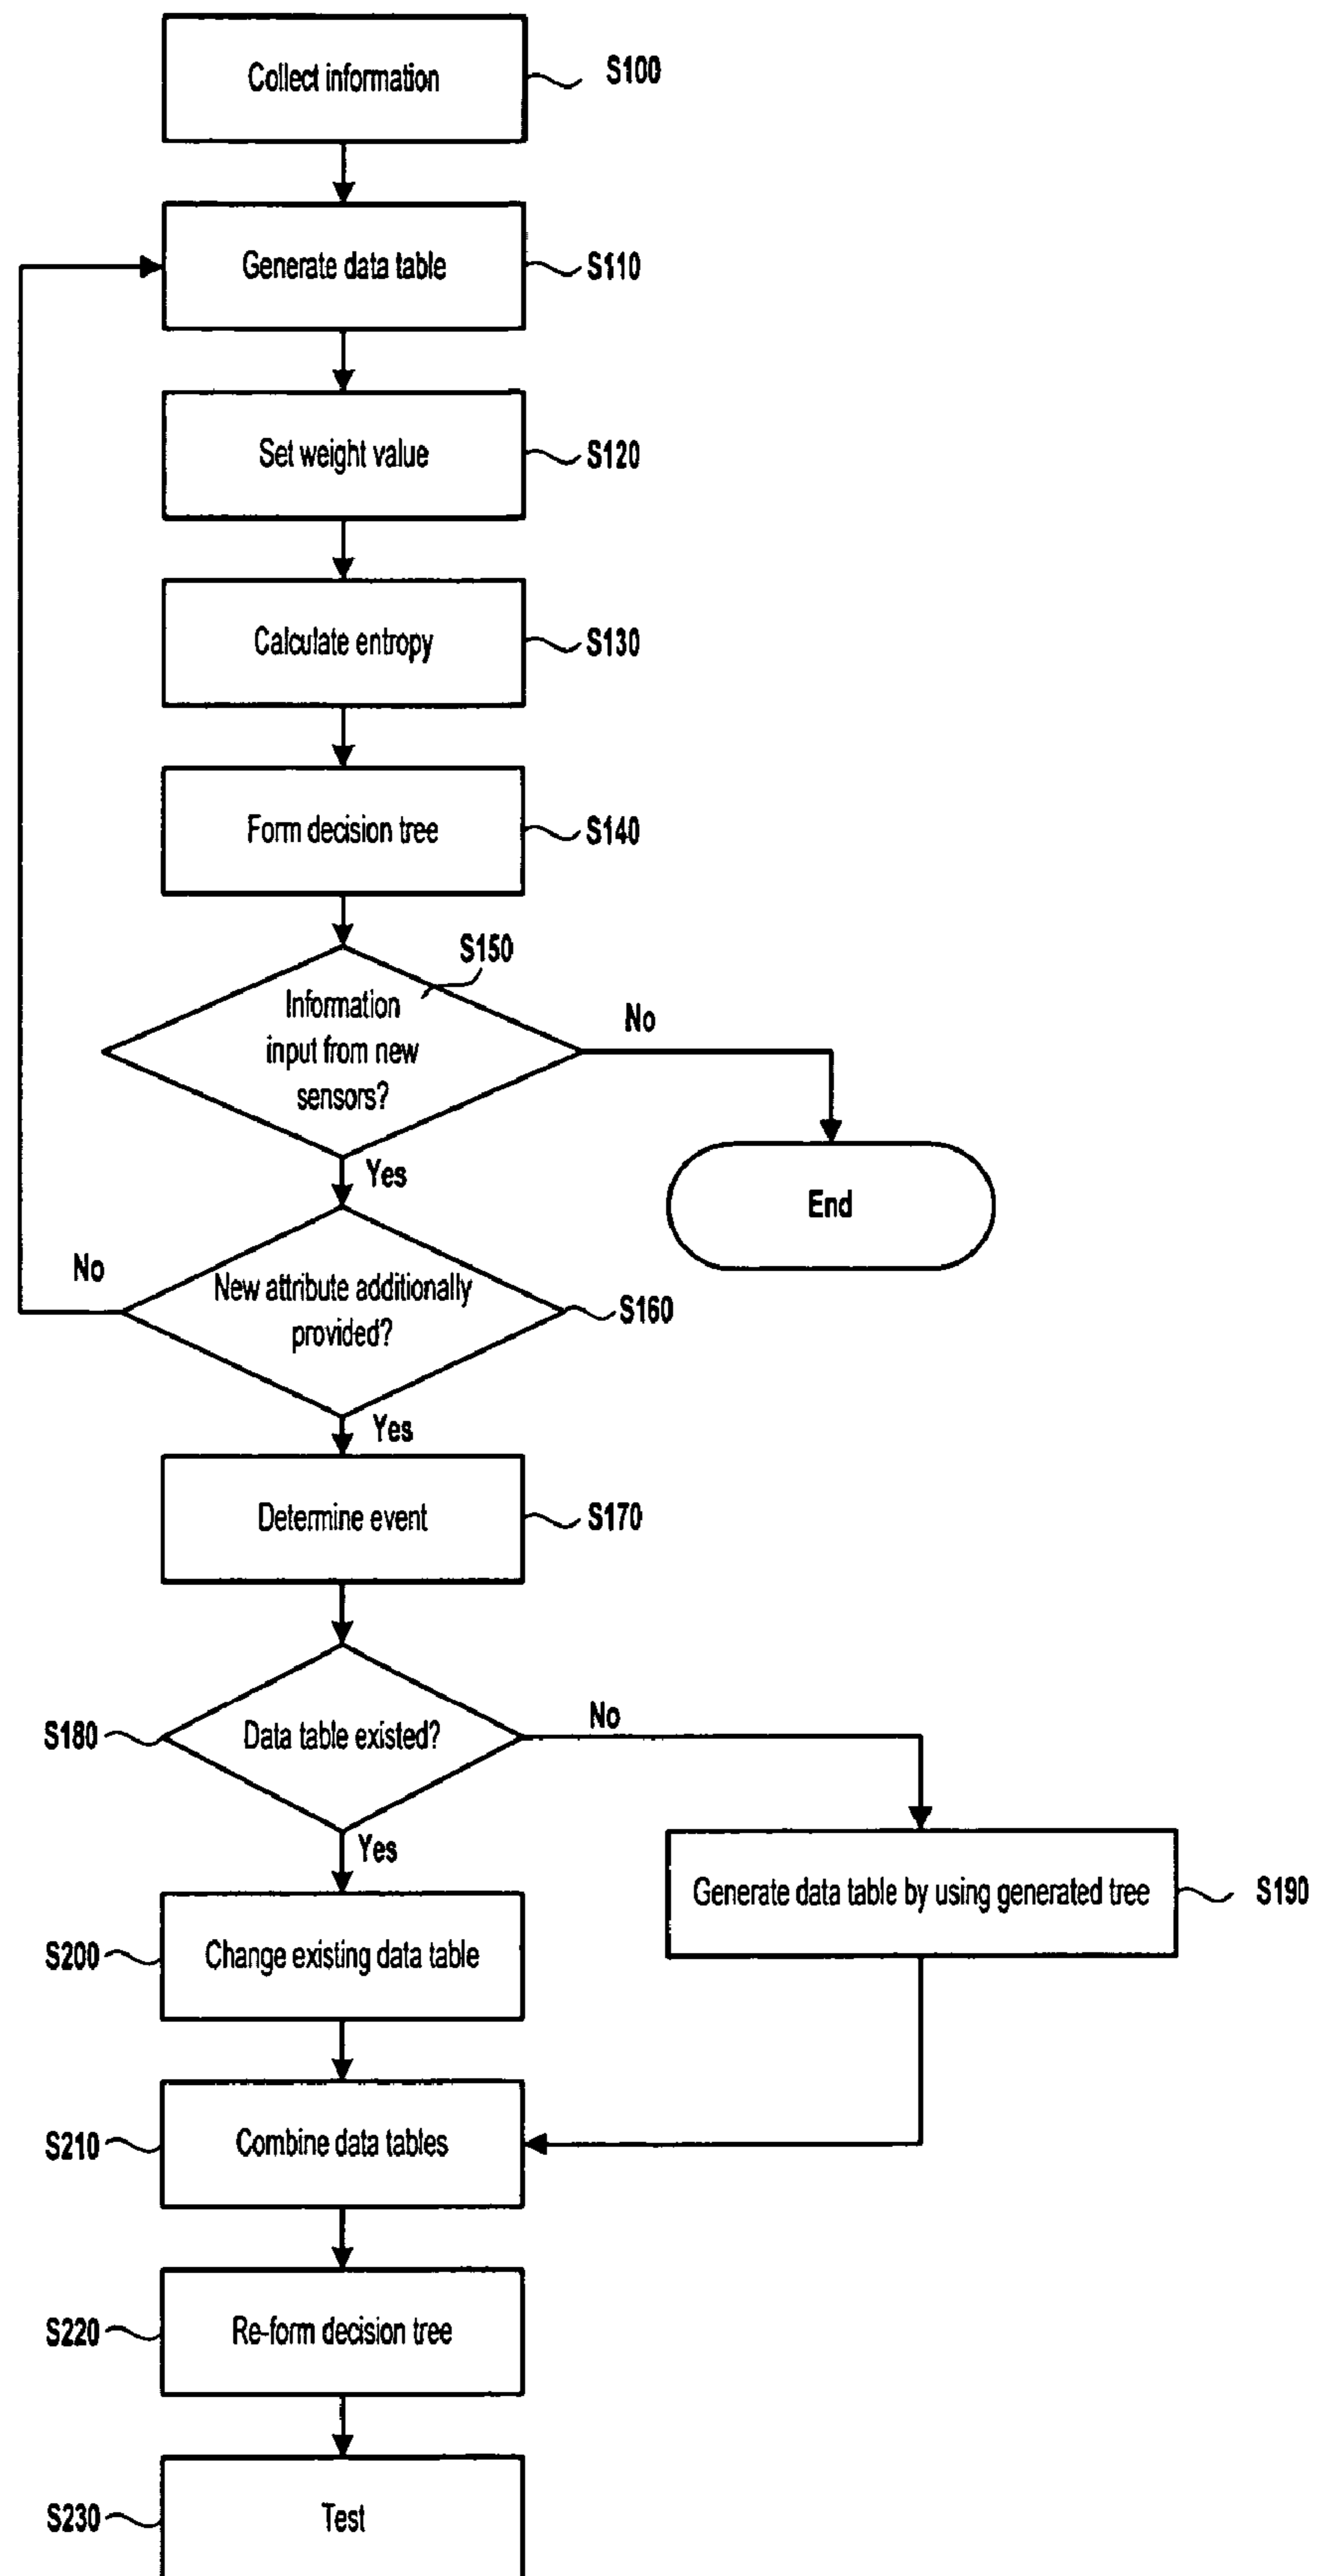 Collect information
S100
Generate data table
S110
Set weight value
S120
Calculate entropy
S130
Form decision tree
S140
S150
Information
input from new
sensors?
No
Yes
End
No
New attribute additionally
provided?
S160
Yes
Determine event
S170
S180
Data table existed?
No
Yes
Generate data table by using generated tree
S190
S200
Change existing data table
S210
Combine data tables
S220
Re-form decision tree
S230
Test